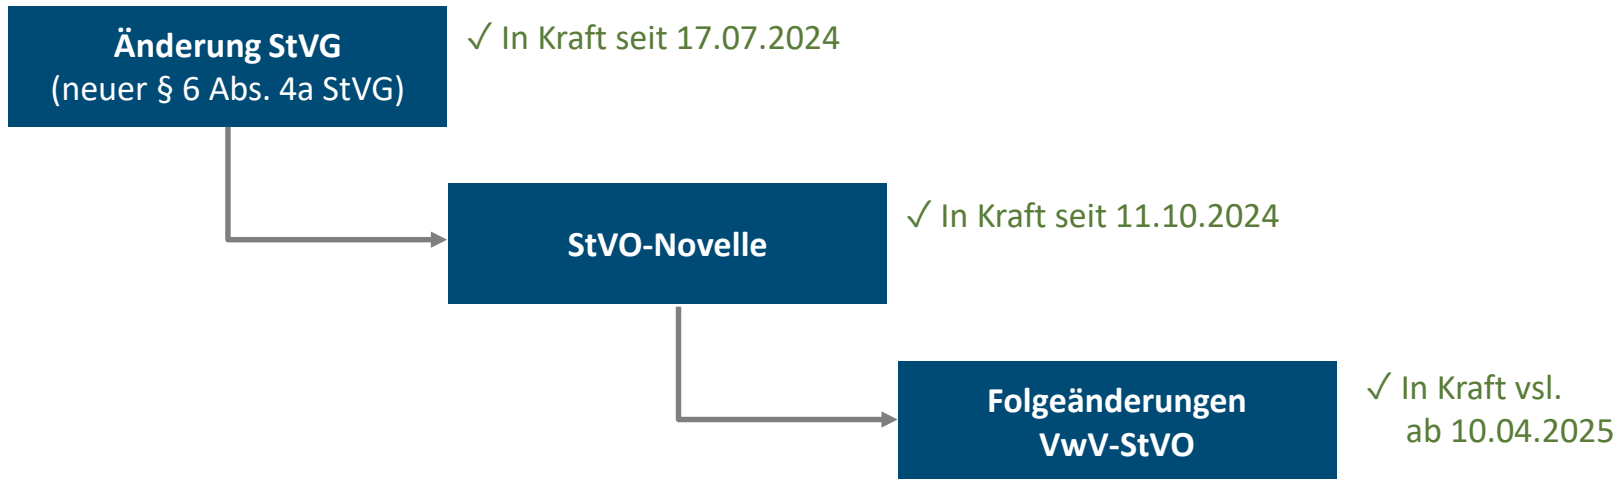 Änderung StVG
(neuer § 6 Abs. 4a StVG)
✓ In Kraft seit 17.07.2024
StVO-Novelle
✓ In Kraft seit 11.10.2024
Folgeänderungen
VwV-StVO
✓ In Kraft vsl.
ab 10.04.2025